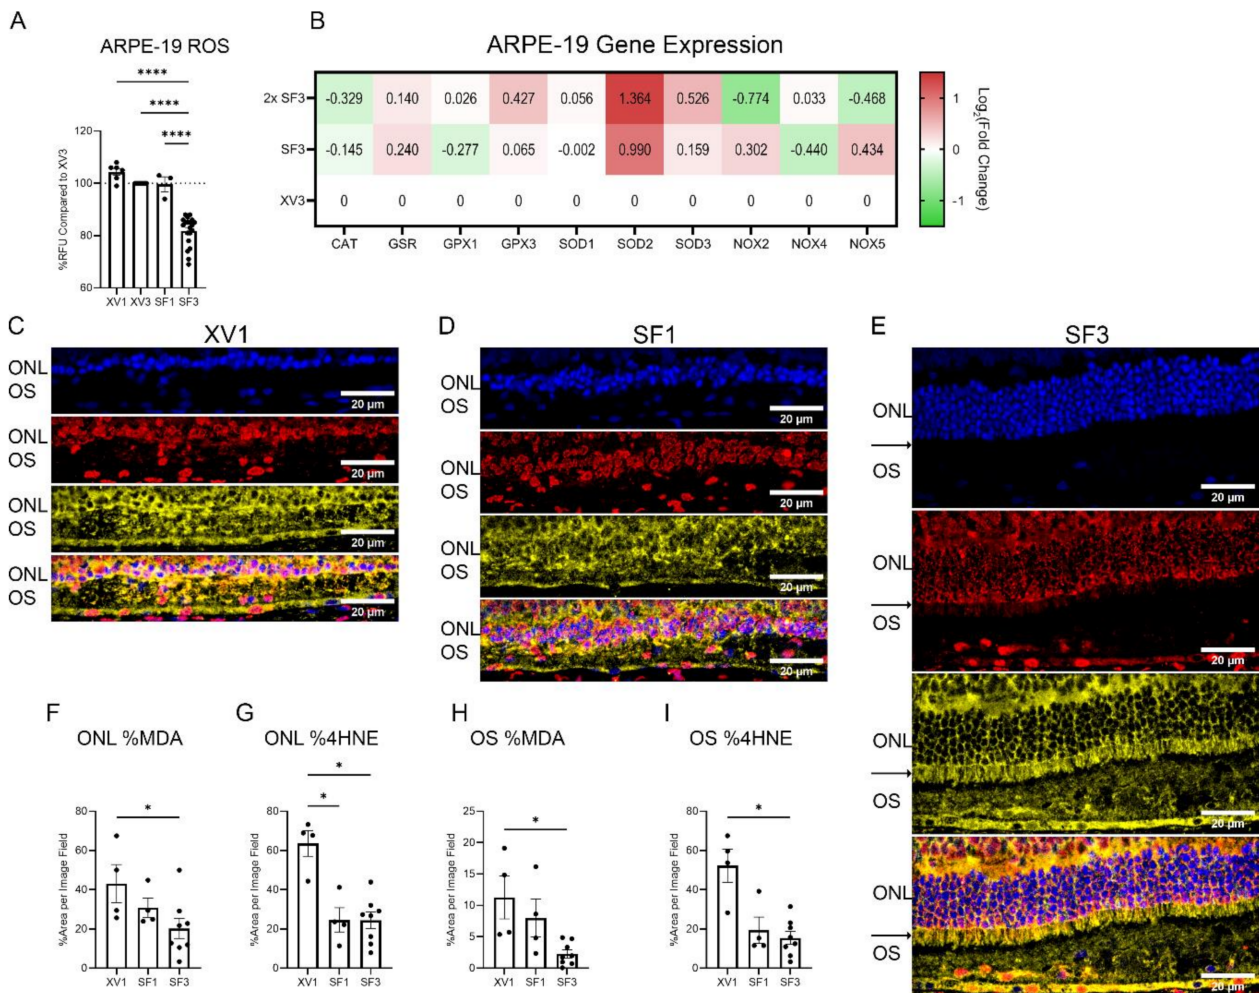 A
ARPE-19 ROS
****
****
****
120
100
80
60
%RFU Compared to XV3
XV1 XV3 SF1 SF3
B
ARPE-19 Gene Expression
2x SF3 -0.329 0.140 0.026 0.427 0.056 1.364 0.526 -0.774 0.033 -0.468
SF3 -0.145 0.240 -0.277 0.065 -0.002 0.990 0.159 0.302 -0.440 0.434
XV3 0 0 0 0 0 0 0 0 0 0
CAT GSR GPX1 GPX3 SOD1 SOD2 SOD3 NOX2 NOX4 NOX5
1
0
-1
Log2(Fold Change)
C
XV1
ONL
OS
20 µm
ONL
OS
20 µm
ONL
OS
20 µm
ONL
OS
20 µm
D
SF1
ONL
OS
20 µm
ONL
OS
20 µm
ONL
OS
20 µm
ONL
OS
20 µm
E
SF3
ONL
OS
20 µm
ONL
OS
20 µm
ONL
OS
20 µm
ONL
OS
20 µm
F
ONL %MDA
*
80
60
40
20
0
%Area per Image Field
XV1 SF1 SF3
G
ONL %4HNE
*
*
80
60
40
20
0
%Area per Image Field
XV1 SF1 SF3
H
OS %MDA
*
25
20
15
10
5
0
%Area per Image Field
XV1 SF1 SF3
I
OS %4HNE
*
80
60
40
20
0
%Area per Image Field
XV1 SF1 SF3